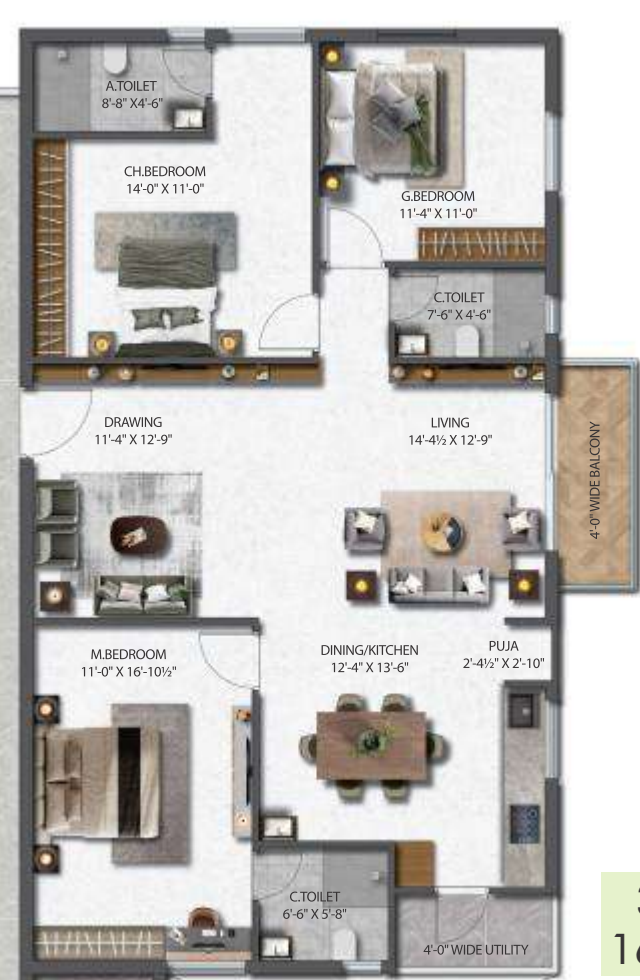 A.TOILET
8'-8" X4'-6"
CH.BEDROOM
14'-0" X 11'-0"
G.BEDROOM
11'-4" X 11'-0"
C.TOILET
7'-6" X 4'-6"
DRAWING
11'-4" X 12'-9"
LIVING
14'-4½ X 12'-9"
4'-0" WIDE BALCONY
M.BEDROOM
11'-0" X 16'-10½"
DINING/KITCHEN
12'-4" X 13'-6"
PUJA
2'-4½" X 2'-10"
C.TOILET
6'-6" X 5'-8"
4'-0" WIDE UTILITY